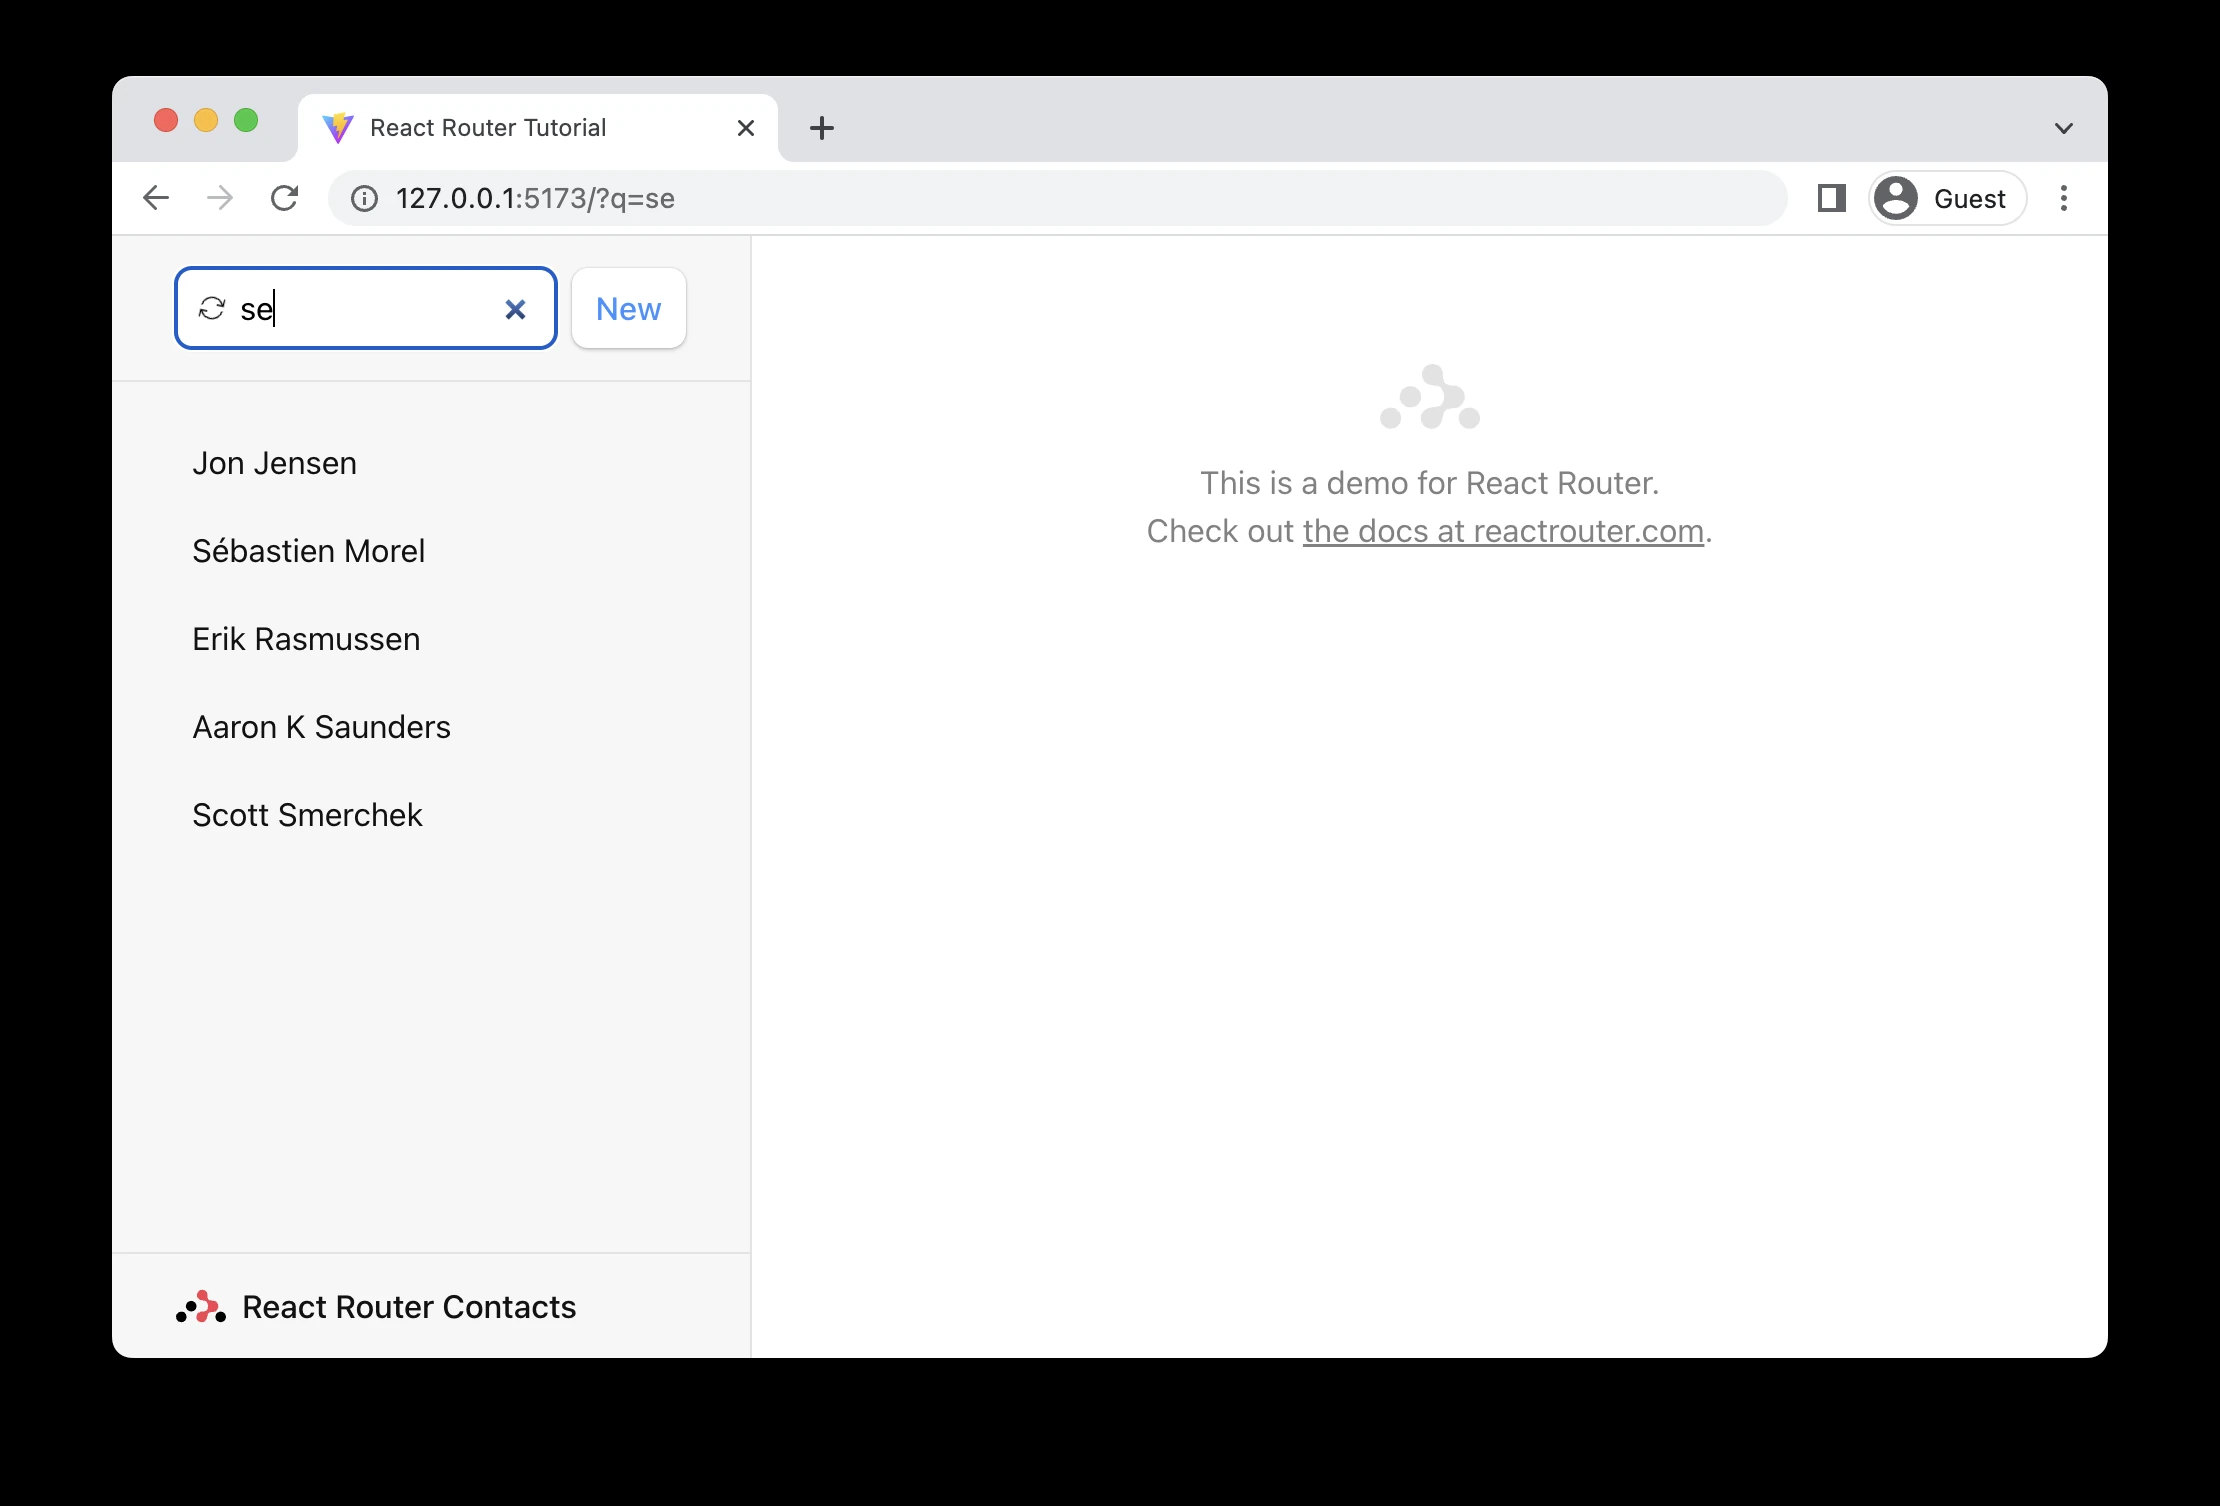 React Router Tutorial
127.0.0.1:5173/?q=se
Guest
se
New
Jon Jensen
Sébastien Morel
Erik Rasmussen
Aaron K Saunders
Scott Smerchek
React Router Contacts
This is a demo for React Router.
Check out the docs at reactrouter.com.